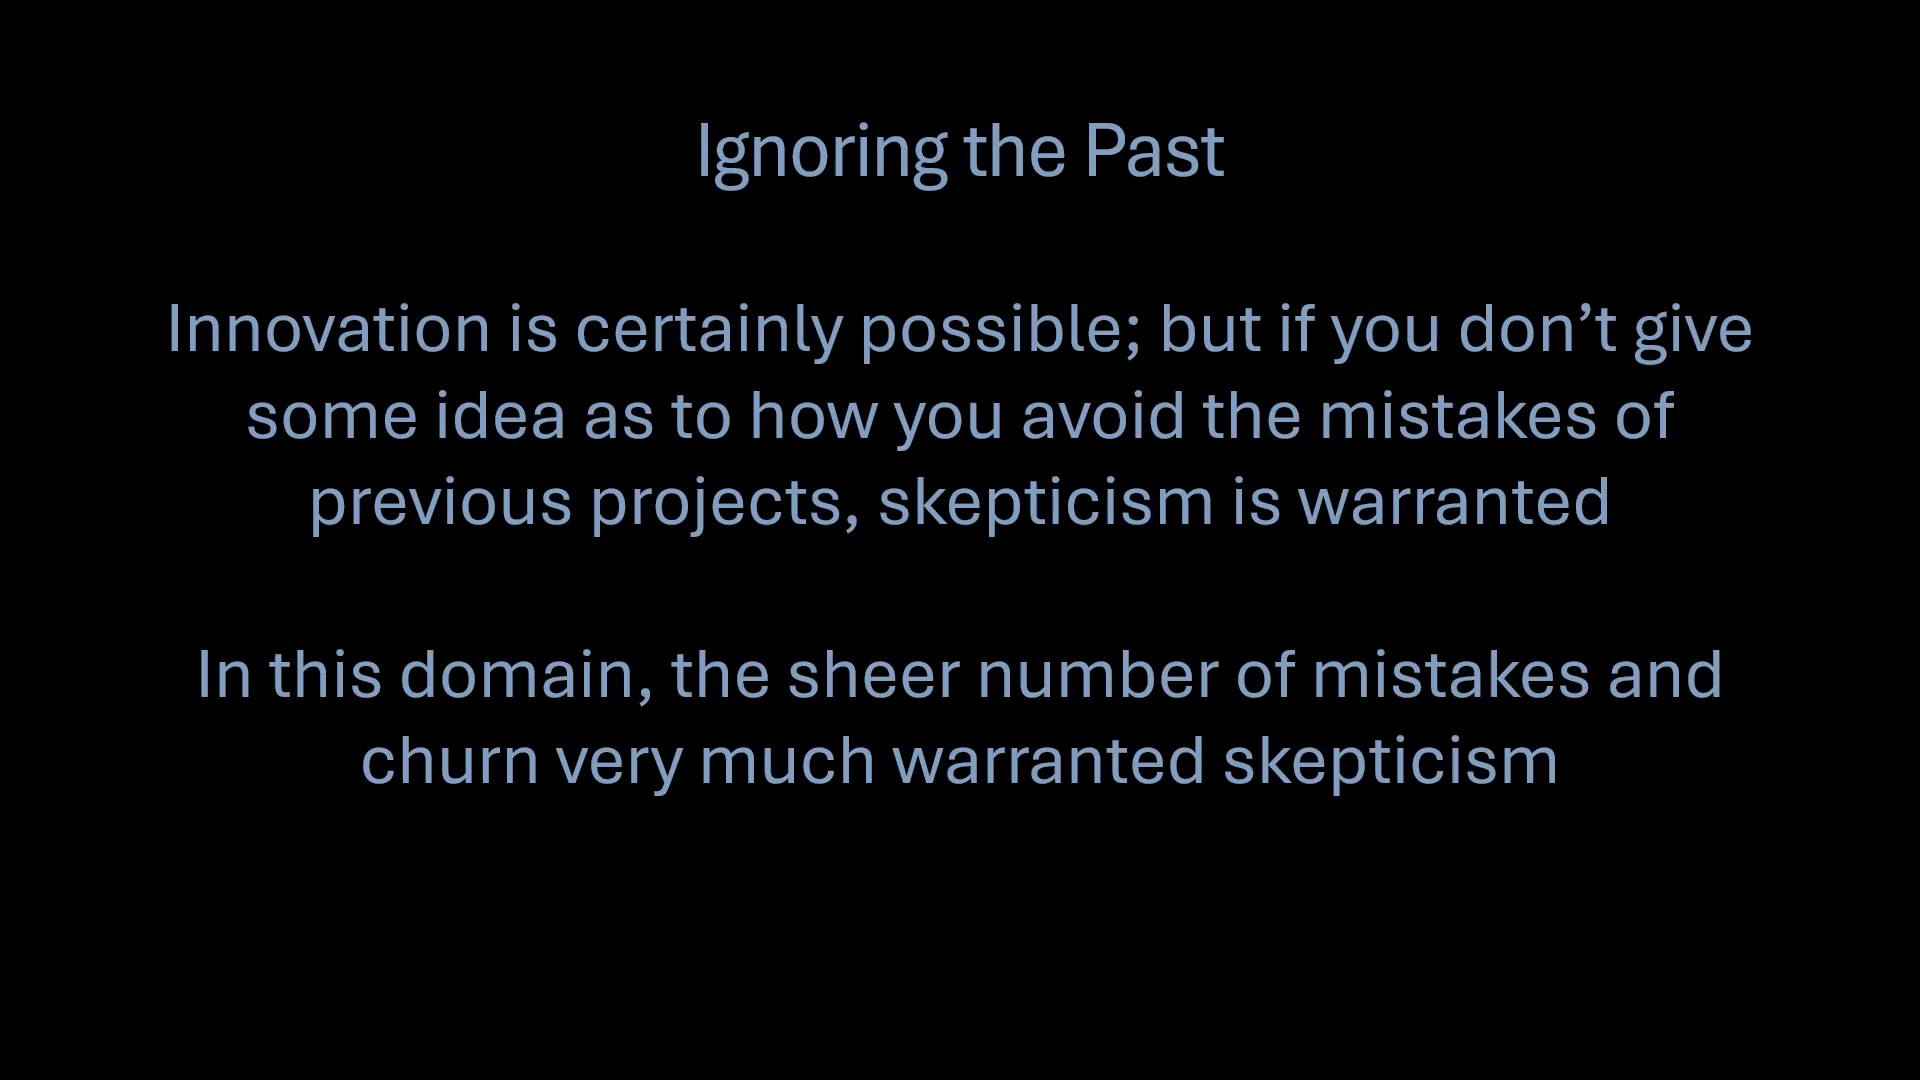 Ignoring the Past
Innovation is certainly possible; but if you don’t give
some idea as to how you avoid the mistakes of
previous projects, skepticism is warranted
In this domain, the sheer number of mistakes and
churn very much warranted skepticism